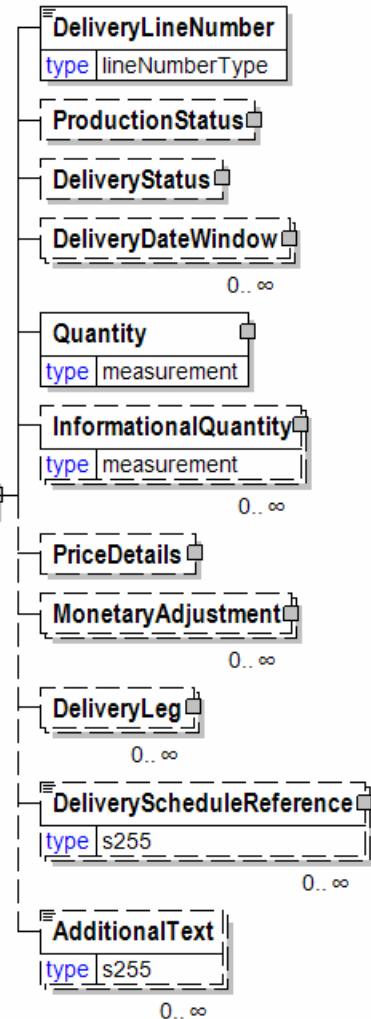 DeliveryLineNumber
type lineNumberType
ProductionStatus
DeliveryStatus
DeliveryDateWindow
0.. ∞
Quantity
type measurement
InformationalQuantity
type measurement
0.. ∞
PriceDetails
MonetaryAdjustment
0.. ∞
DeliveryLeg
0.. ∞
DeliveryScheduleReference
type s255
0.. ∞
AdditionalText
type s255
0.. ∞